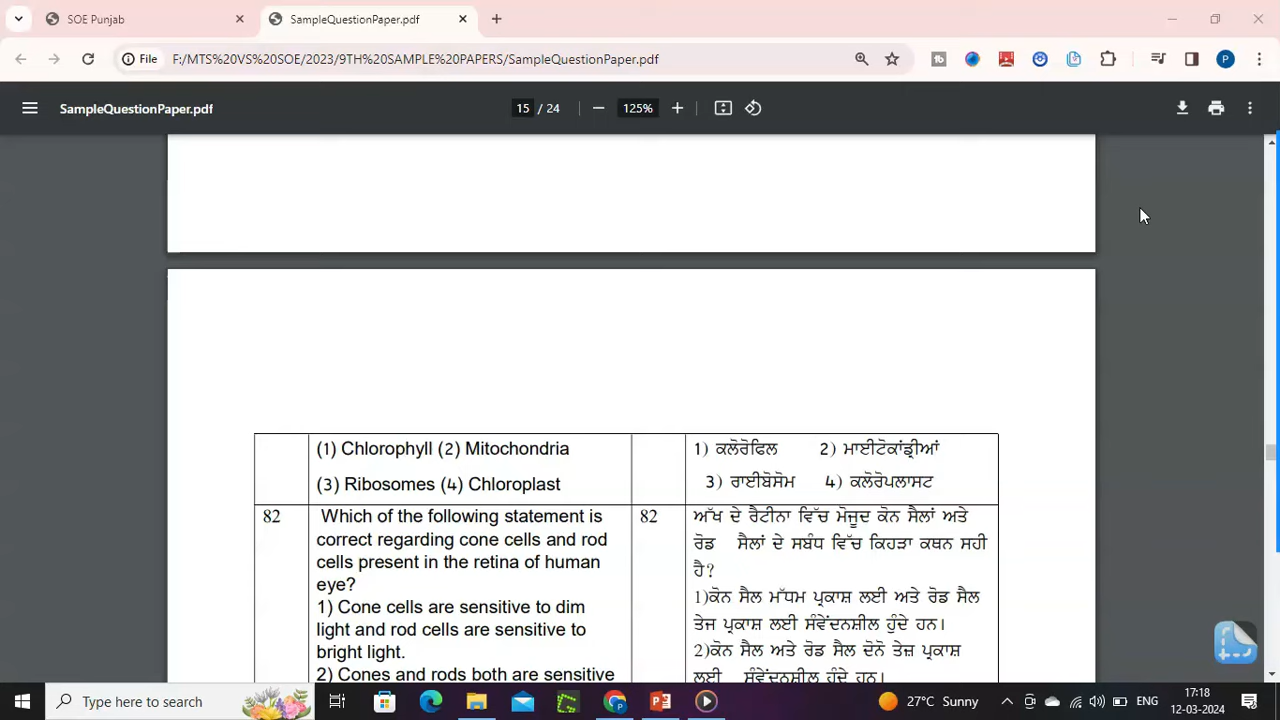 SOE Punjab
SampleQuestionPaper.pdf
File
F:/MTS%20VS%20SOE/2023/9TH%20SAMPLE%20PAPERS/SampleQuestionPaper.pdf
P
SampleQuestionPaper.pdf
15 / 24
125%
(1) Chlorophyll (2) Mitochondria
(3) Ribosomes (4) Chloroplast
1) ਕਲੋਰੋਫਿਲ 2) ਮਾਈਟੋਕਾਂਡ੍ਰੀਆਂ
3) ਰਾਈਬੋਸੋਮ 4) ਕਲੋਰੋਪਲਾਸਟ
82
Which of the following statement is
correct regarding cone cells and rod
cells present in the retina of human
eye?
1) Cone cells are sensitive to dim
light and rod cells are sensitive to
bright light.
2) Cones and rods both are sensitive
82
ਅੱਖ ਦੇ ਰੈਟੀਨਾ ਵਿੱਚ ਮੋਜੂਦ ਕੋਨ ਸੈਲਾਂ ਅਤੇ
ਰੋਡ ਸੈਲਾਂ ਦੇ ਸਬੰਧ ਵਿੱਚ ਕਿਹੜਾ ਕਥਨ ਸਹੀ
ਹੈ?
1)ਕੋਨ ਸੈਲ ਮੱਧਮ ਪ੍ਰਕਾਸ਼ ਲਈ ਅਤੇ ਰੋਡ ਸੈਲ
ਤੇਜ ਪ੍ਰਕਾਸ਼ ਲਈ ਸੰਵੇਂਦਨਸ਼ੀਲ ਹੁੰਦੇ ਹਨ।
2)ਕੋਨ ਸੈਲ ਅਤੇ ਰੋਡ ਸੈਲ ਦੋਨੋ ਤੇਜ਼ ਪ੍ਰਕਾਸ਼
ਲਈ ਸੰਵੇਂਦਨਸ਼ੀਲ ਹੁੰਦੇ ਹਨ।
Type here to search
27°C Sunny
ENG
17:18
12-03-2024
3